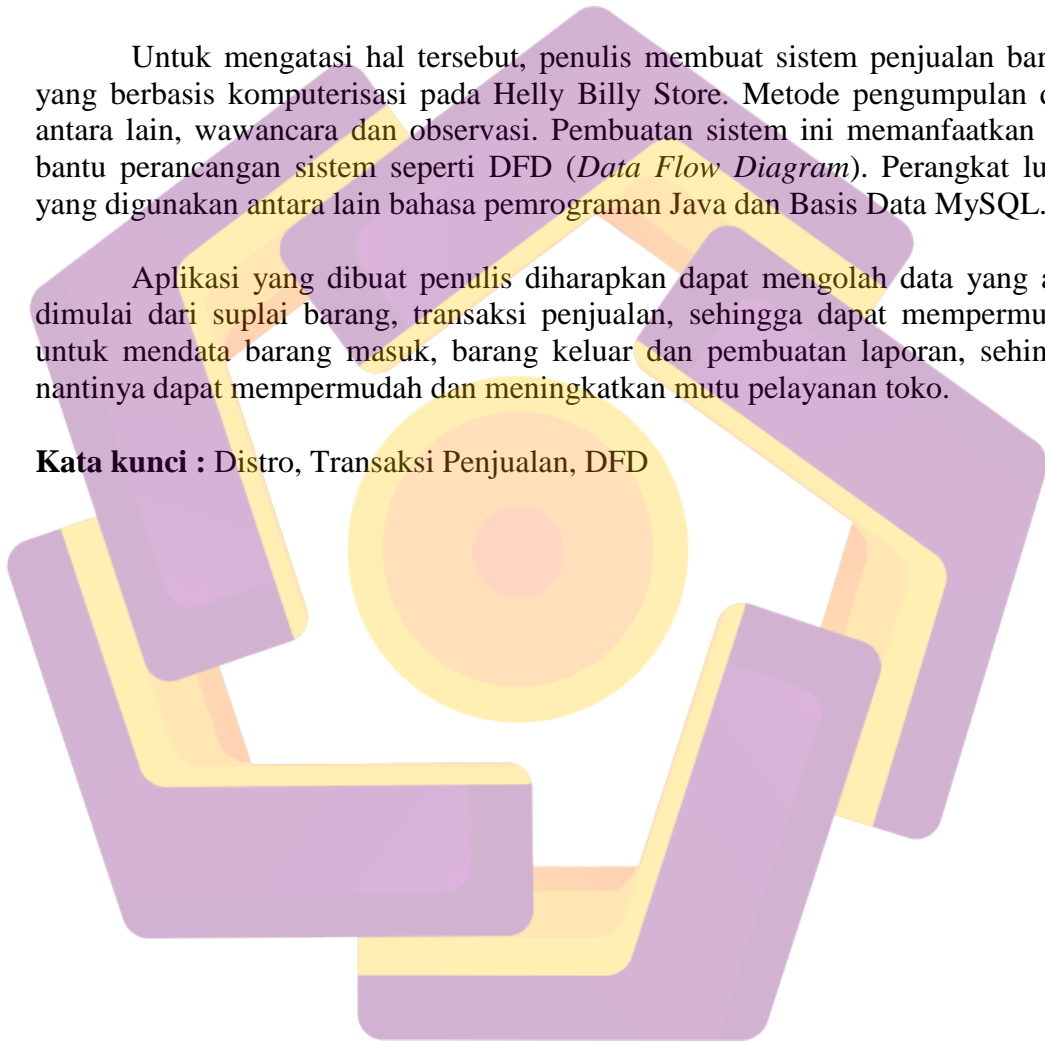 Untuk mengatasi hal tersebut, penulis membuat sistem penjualan
yang berbasis komputerisasi pada Helly Billy Store. Metode pengumpulan
antara lain, wawancara dan observasi. Pembuatan sistem ini memanfaatkan
bantu perancangan sistem seperti DFD (Data Flow Diagram). Perangkat
yang digunakan antara lain bahasa pemrograman Java dan Basis Data MySQL.
Aplikasi yang dibuat penulis diharapkan dapat mengolah data yang
dimulai dari suplai barang, transaksi penjualan, sehingga dapat
untuk mendata barang masuk, barang keluar dan pembuatan laporan,
nantinya dapat mempermudah dan meningkatkan mutu pelayanan toko.
Kata kunci : Distro, Transaksi Penjualan, DFD